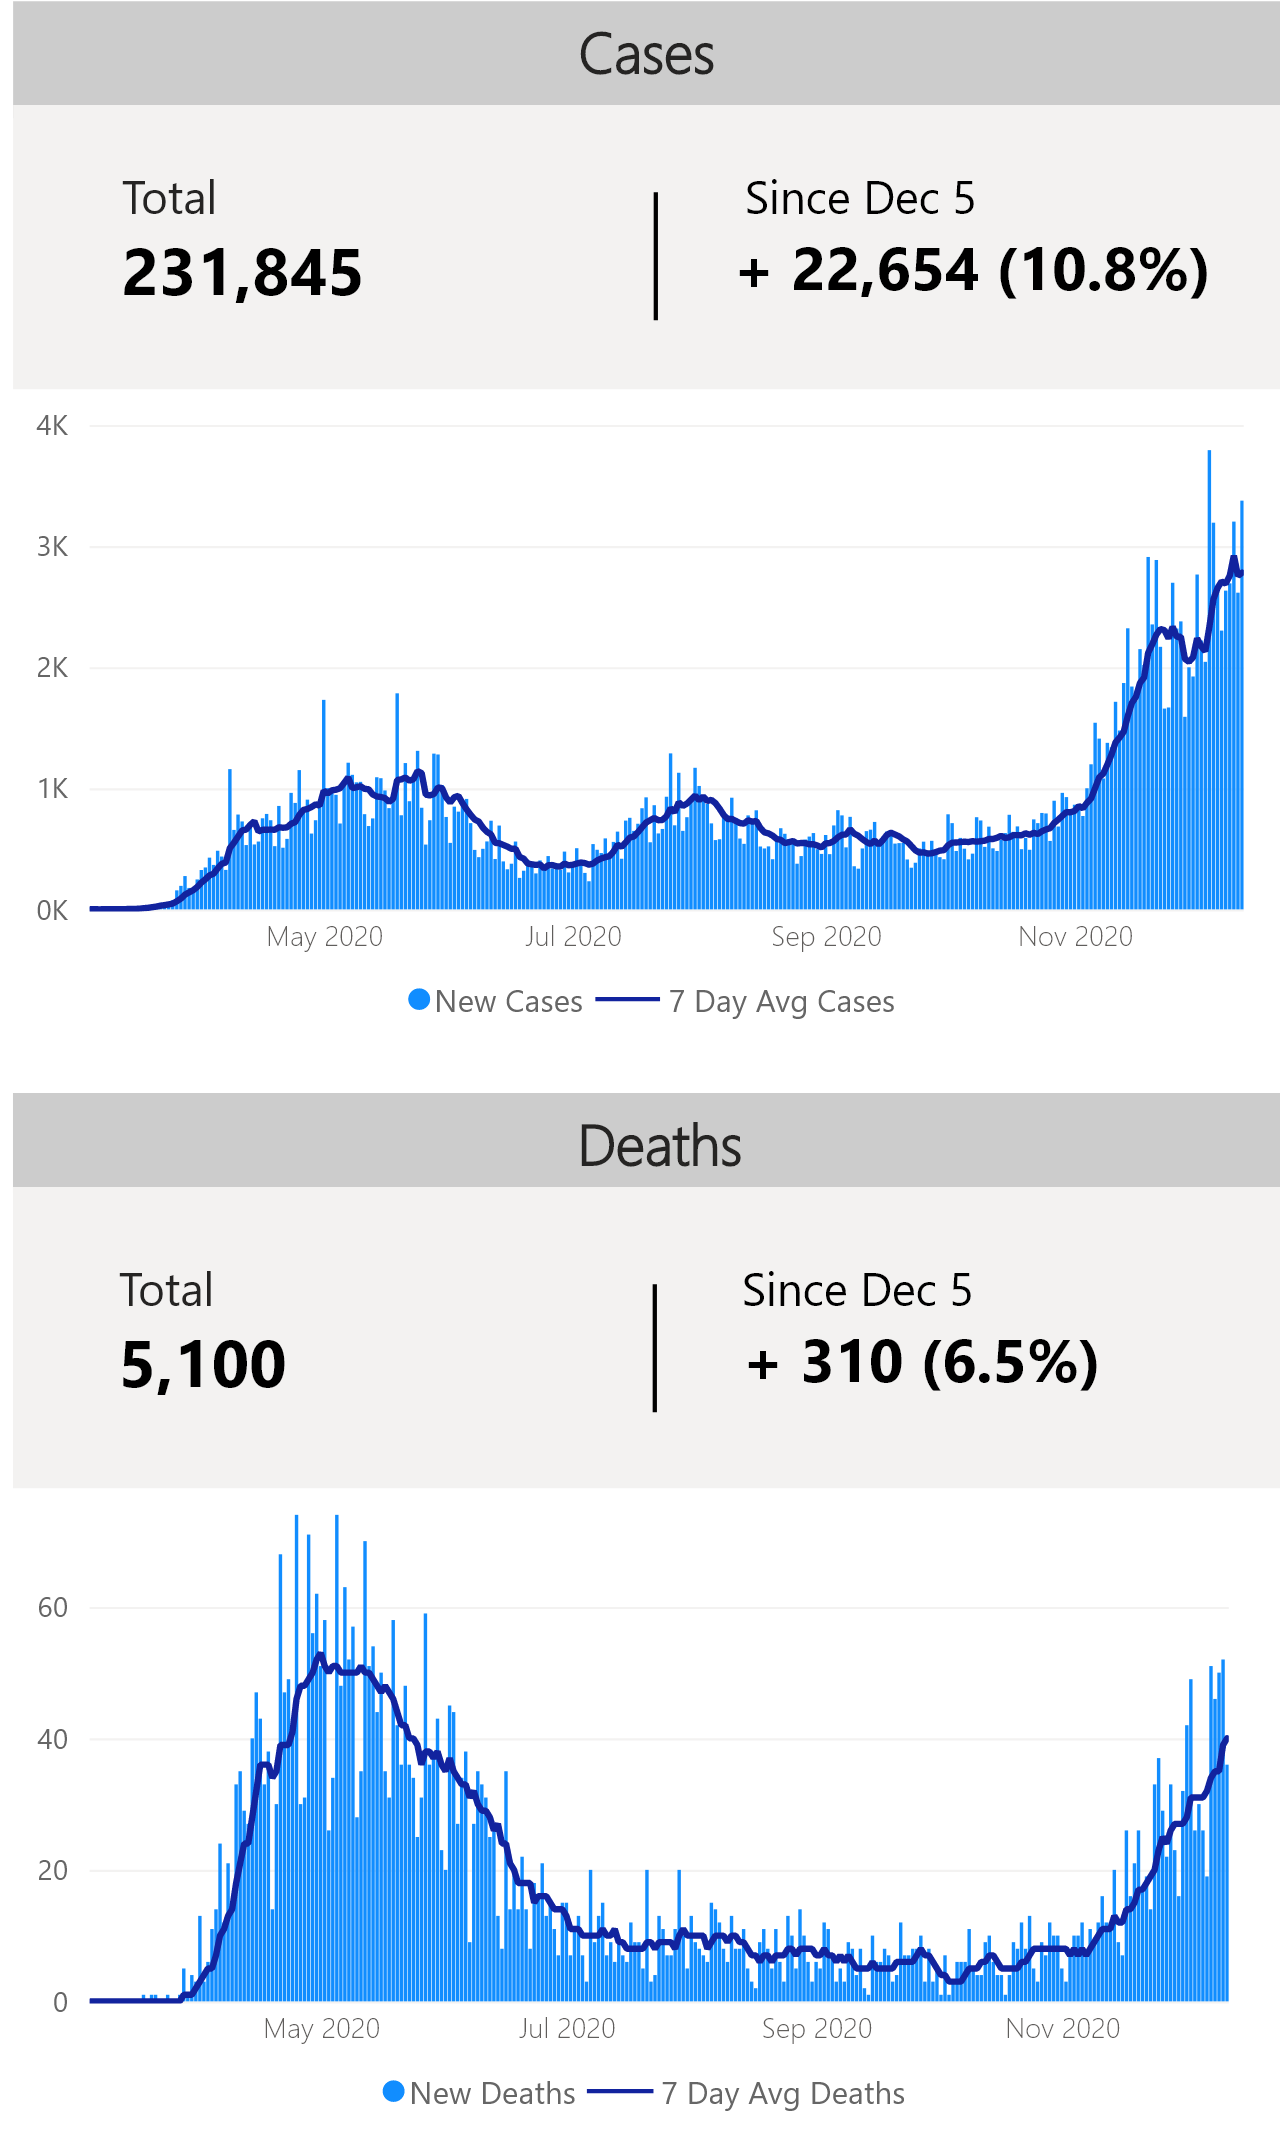 Cases
Total
Since Dec 5
231,845
+ 22,654 (10.8%)
4K
3K
2K
1K
0K
May 2020
Jul 2020
Sep 2020
Nov 2020
New Cases
7 Day Avg Cases
Deaths
Total
Since Dec 5
5,100
+ 310 (6.5%)
60
40
20
0
May 2020
Jul 2020
Sep 2020
Nov 2020
New Deaths
7 Day Avg Deaths